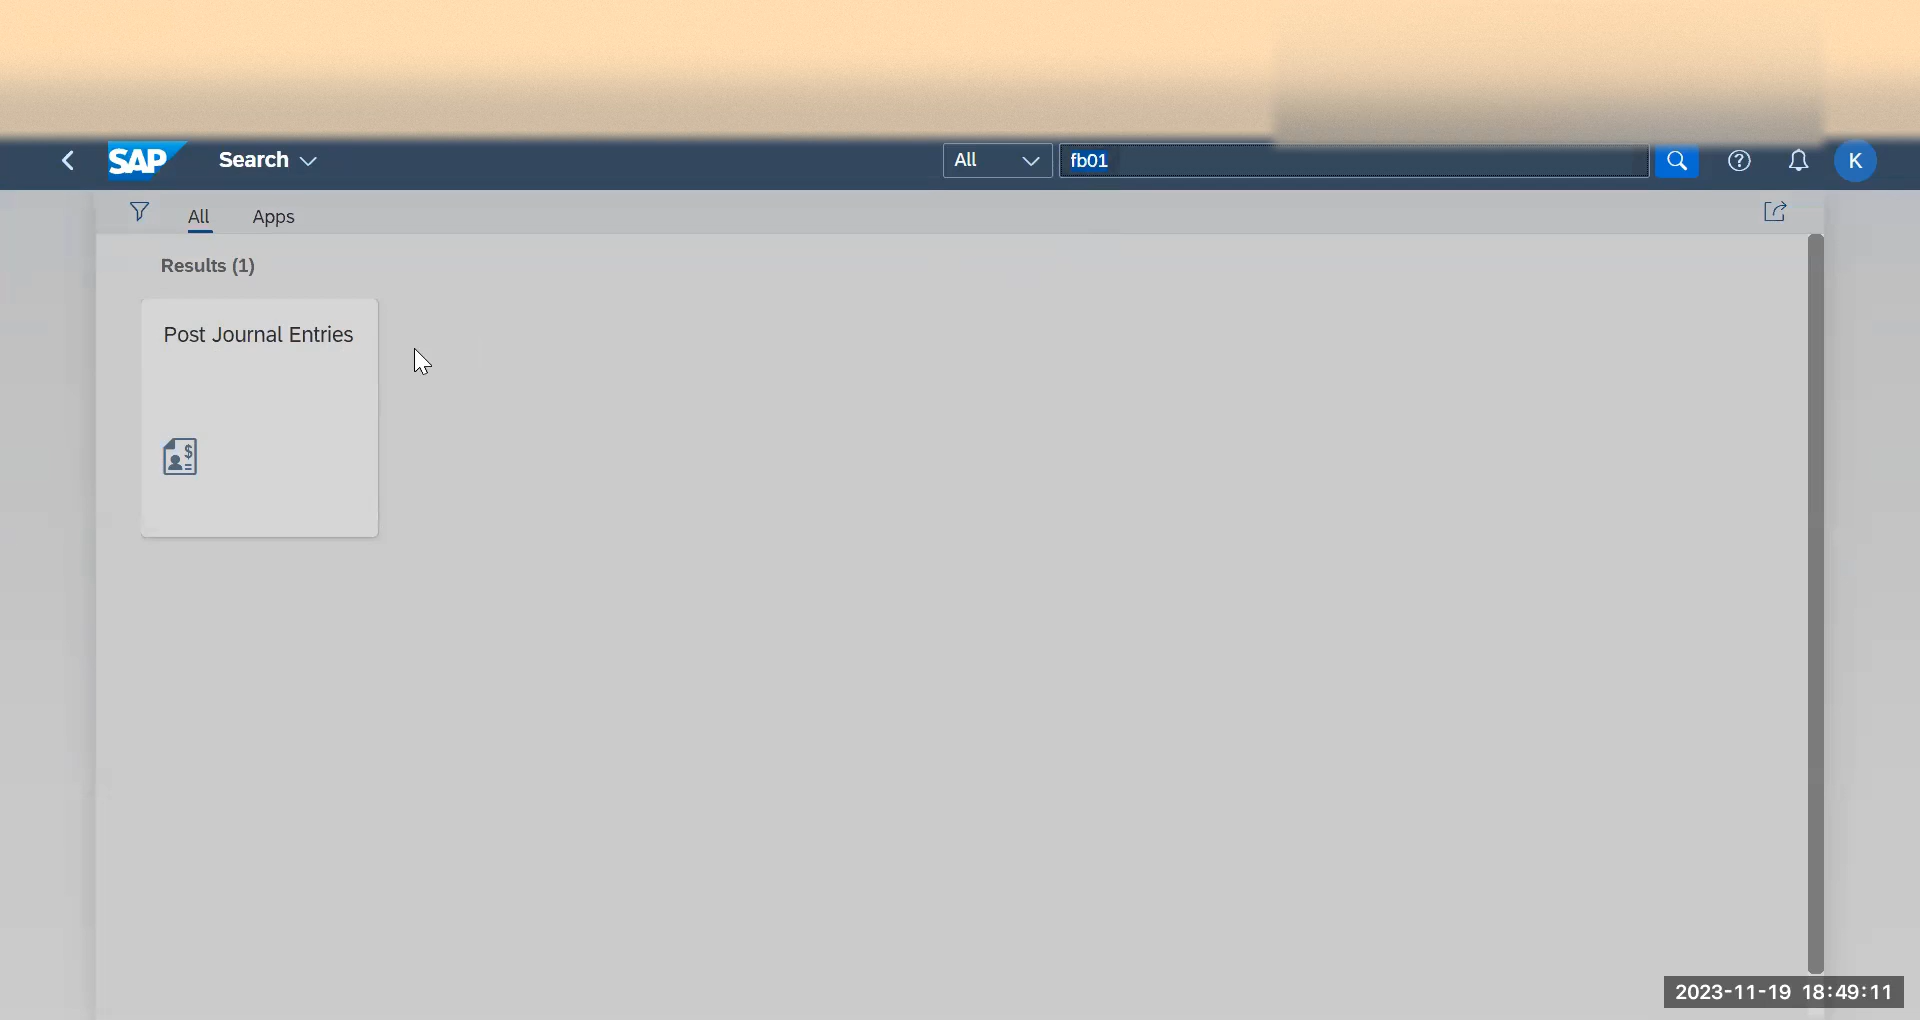 SAP
Search
All
fb01
K
All
Apps
Results (1)
Post Journal Entries
$
2023-11-19 18:49:11